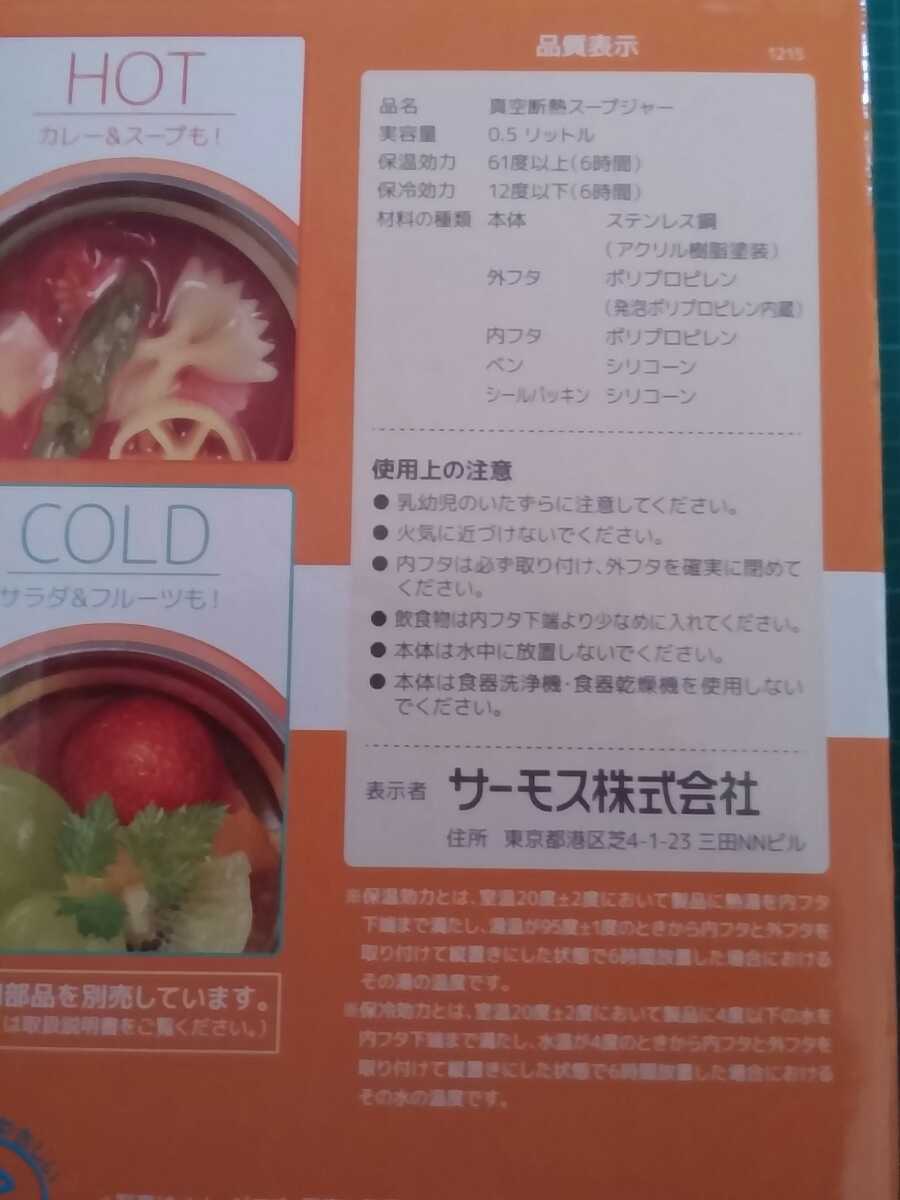 HOT
カレー&スープも!
COLD
サラダ&フルーツも!
部品を別売しています。
は取扱説明書をご覧ください。)
品質表示
1215
品名 真空断熱スープジャー
実容量 0.5 リットル
保温効力 61度以上(6時間)
保冷効力 12度以下(6時間)
材料の種類 本体 ステンレス鋼
(アクリル樹脂塗装)
外フタ ポリプロピレン
(発泡ポリプロピレン内蔵)
内フタ ポリプロピレン
ベン シリコーン
シールパッキン シリコーン
使用上の注意
● 乳幼児のいたずらに注意してください。
● 火気に近づけないでください。
● 内フタは必ず取り付け、外フタを確実に閉めて
ください。
● 飲食物は内フタ下端より少なめに入れてください。
● 本体は水中に放置しないでください。
● 本体は食器洗浄機・食器乾燥機を使用しない
でください。
表示者 サーモス株式会社
住所 東京都港区芝4-1-23 三田NNビル
※保温効力とは、室温20度±2度において製品に熱湯を内フタ
下端まで満たし、湯温が95度±1度のときから内フタと外フタを
取り付けて縦置きにした状態で6時間放置した場合における
その湯の温度です。
※保冷効力とは、室温20度±2度において製品に4度以下の水を
内フタ下端まで満たし、水温が4度のときから内フタと外フタを
取り付けて縦置きにした状態で6時間放置した場合における
その水の温度です。